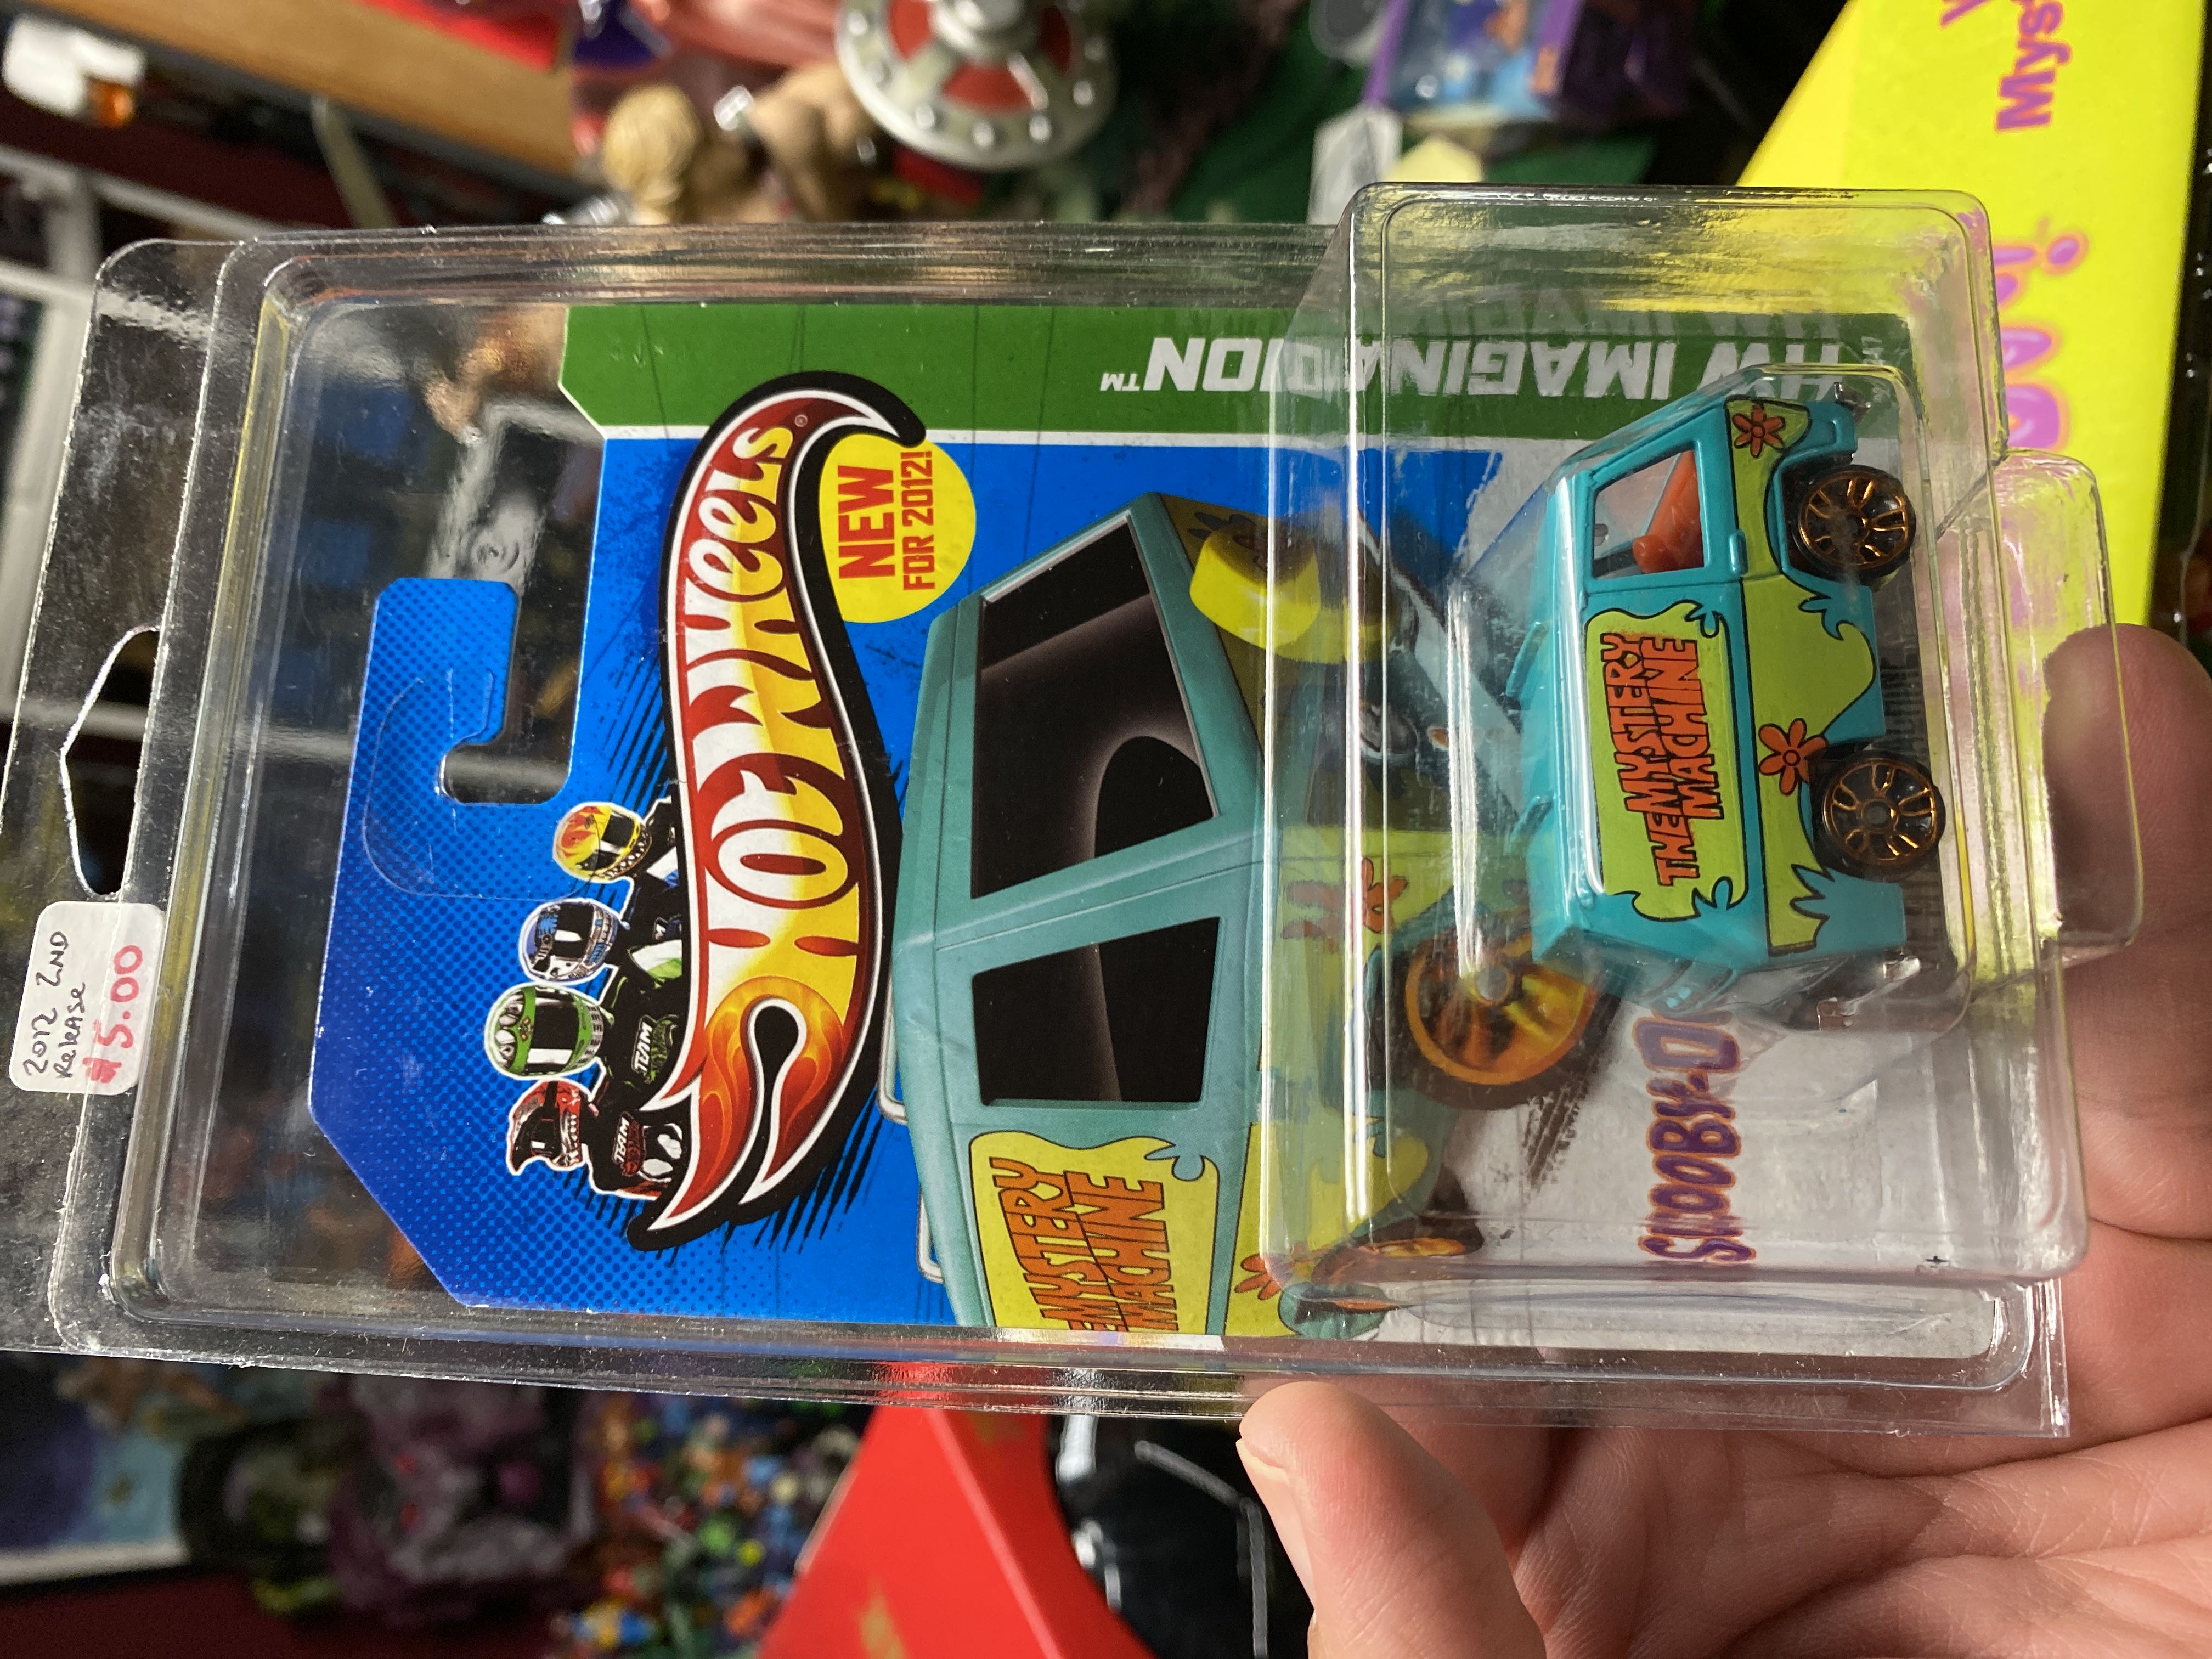 2012 2ND
Release
$5.00
Hot Wheels®
NEW
FOR 2012!
HW IMAGINATION™
TEAM
TEAM
MYSTERY
MACHINE
THE MYSTERY
MACHINE
SCOOBY-D
Myst